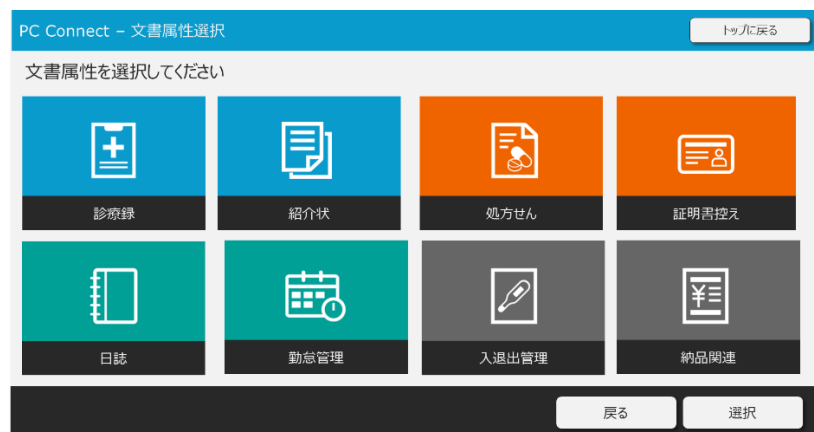 PC Connect – 文書属性選択
トップに戻る
文書属性を選択してください
診療録
紹介状
処方せん
証明書控え
日誌
勤怠管理
入退出管理
納品関連
戻る
選択